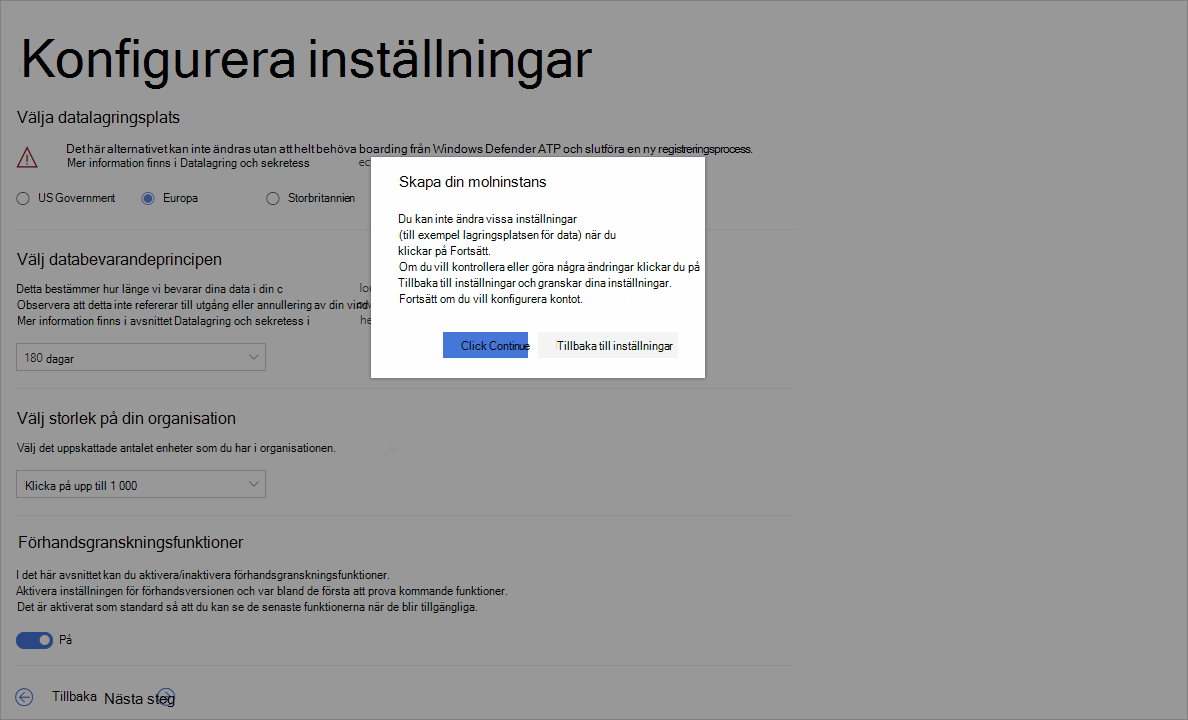 Konfigurera inställningar
Välja datalagringsplats
Det här alternativet kan inte ändras utan att helt behöva boarding från Windows Defender ATP och slutföra en ny registreringsprocess.
Mer information finns i Datalagring och sekretess
US Government
Europa
Storbritannien
Välj databevarandeprincipen
Detta bestämmer hur länge vi bevarar dina data i din c
Observera att detta inte refererar till utgång eller annullering av din vind
Mer information finns i avsnittet Datalagring och sekretess i
180 dagar
Välj storlek på din organisation
Välj det uppskattade antalet enheter som du har i organisationen.
Klicka på upp till 1 000
Förhandsgranskningsfunktioner
I det här avsnittet kan du aktivera/inaktivera förhandsgranskningsfunktioner.
Aktivera inställningen för förhandsversionen och var bland de första att prova kommande funktioner.
Det är aktiverat som standard så att du kan se de senaste funktionerna när de blir tillgängliga.
På
Tillbaka
Nästa steg
Skapa din molninstans
Du kan inte ändra vissa inställningar
(till exempel lagringsplatsen för data) när du
klickar på Fortsätt.
Om du vill kontrollera eller göra några ändringar klickar du på
Tillbaka till inställningar och granskar dina inställningar.
Fortsätt om du vill konfigurera kontot.
Click Continue
Tillbaka till inställningar